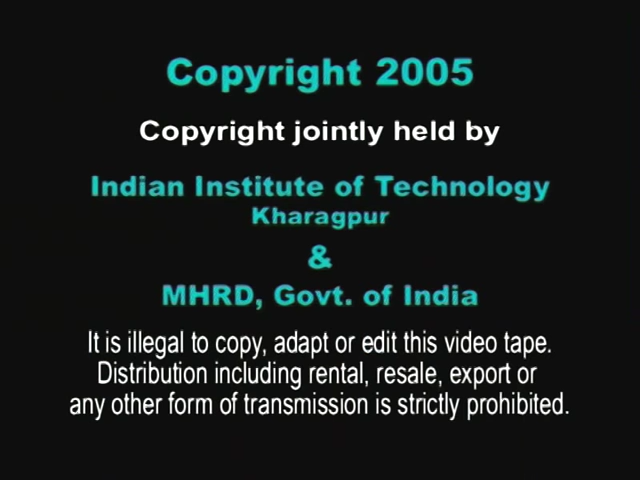 Copyright 2005
Copyright jointly held by
Indian Institute of Technology
Kharagpur
&
MHRD, Govt. of India
It is illegal to copy, adapt or edit this video tape.
Distribution including rental, resale, export or
any other form of transmission is strictly prohibited.